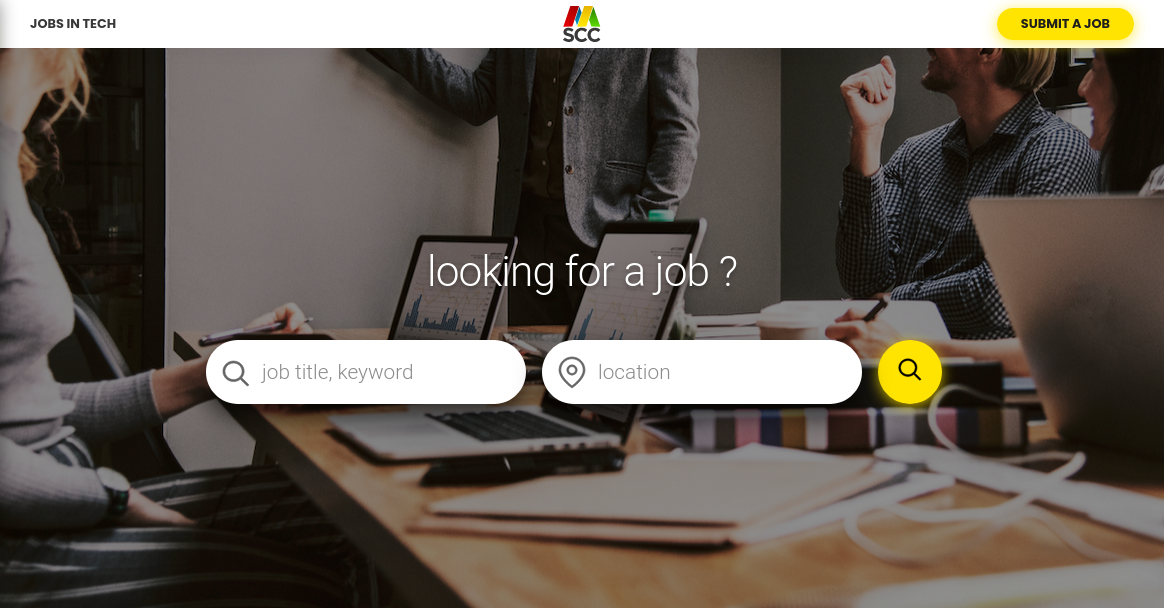 JOBS IN TECH
SCC
SUBMIT A JOB
looking for a job ?
job title, keyword
location